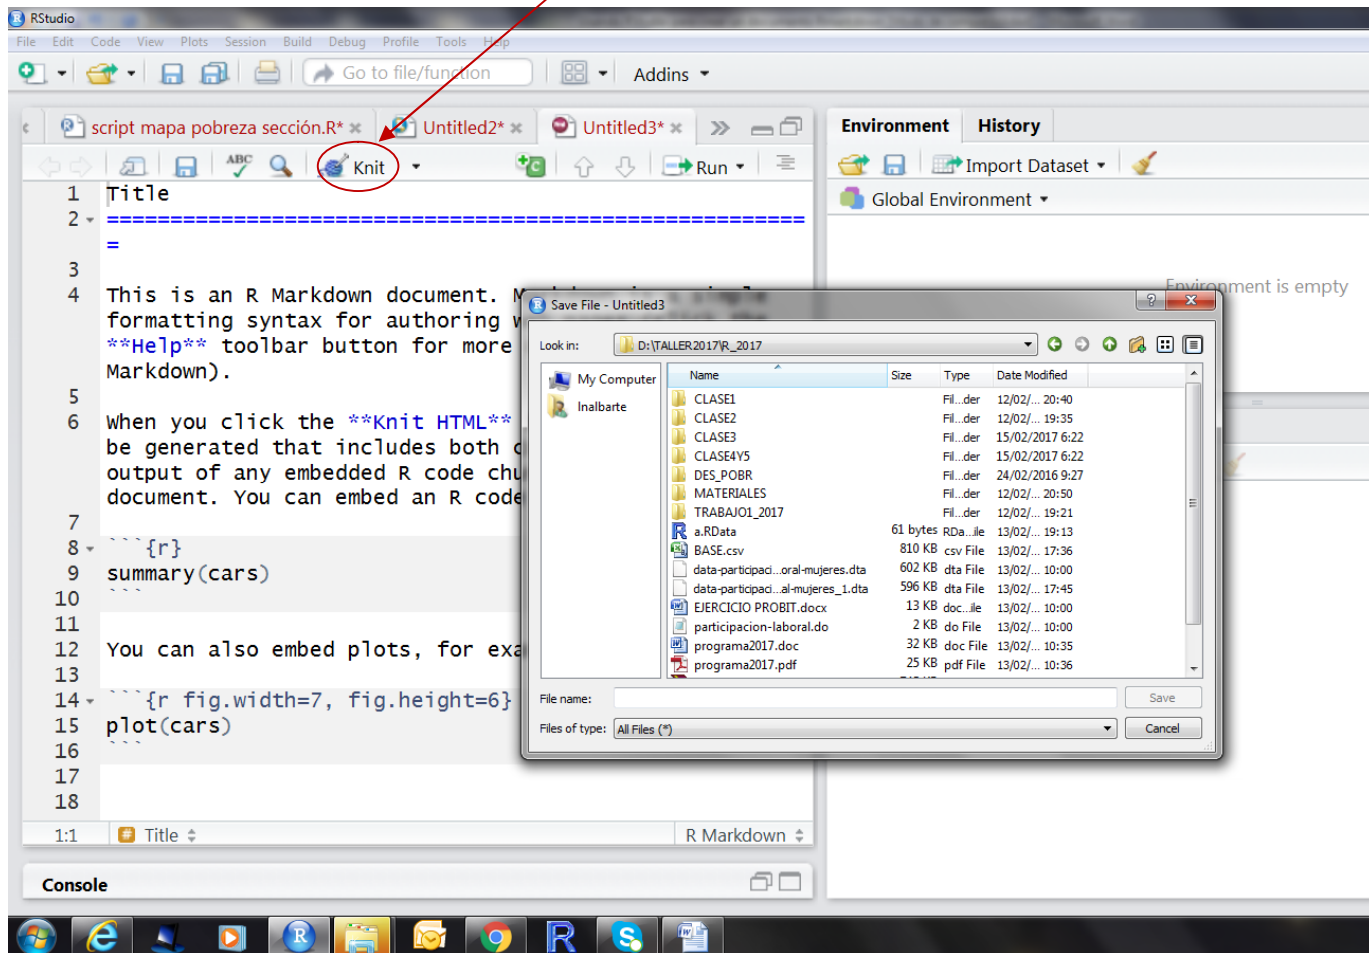 RStudio
File Edit Code View Plots Session Build Debug Profile Tools Help
Go to file/function Addins
script mapa pobreza sección.R* Untitled2* Untitled3*
Environment History
ABC Knit Run
Import Dataset
Global Environment
1 Title
2 =======================================================
=
3
4 This is an R Markdown document.
formatting syntax for authoring
**Help** toolbar button for more
Markdown).
5
6 When you click the **Knit HTML**
be generated that includes both
output of any embedded R code
document. You can embed an R code
7
8 ```{r}
9 summary(cars)
10 ```
11
12 You can also embed plots, for
13
14 ```{r fig.width=7, fig.height=6}
15 plot(cars)
16 ```
17
18
1:1 # Title R Markdown
Console
Environment is empty
Save File - Untitled3
Look in: D:\TALLER2017\R_2017
My Computer
Inalbarte
Name Size Type Date Modified
CLASE1 Fil...der 12/02/... 20:40
CLASE2 Fil...der 12/02/... 19:35
CLASE3 Fil...der 15/02/2017 6:22
CLASE4Y5 Fil...der 15/02/2017 6:22
DES_POBR Fil...der 24/02/2016 9:27
MATERIALES Fil...der 12/02/... 20:50
TRABAJO1_2017 Fil...der 12/02/... 19:21
a.RData 61 bytes RDa...ile 13/02/... 19:13
BASE.csv 810 KB csv File 13/02/... 17:36
data-participaci...oral-mujeres.dta 602 KB dta File 13/02/... 10:00
data-participaci...al-mujeres_1.dta 596 KB dta File 13/02/... 17:45
EJERCICIO PROBIT.docx 13 KB doc...ile 13/02/... 10:00
participacion-laboral.do 2 KB do File 13/02/... 10:00
programa2017.doc 32 KB doc File 13/02/... 10:35
programa2017.pdf 25 KB pdf File 13/02/... 10:36
File name: Save
Files of type: All Files (*) Cancel